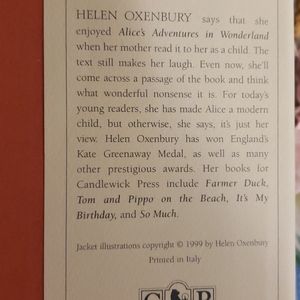 HELEN OXENBURY says that she
enjoyed Alice's Adventures in Wonderland
when her mother read it to her as a child. The
text still makes her laugh. Even now, she'll
come across a passage of the book and think
what wonderful nonsense it is. For today's
young readers, she has made Alice a modern
child, but otherwise, she says, it's just her
view. Helen Oxenbury has won England's
Kate Greenaway Medal, as well as many
other prestigious awards. Her books for
Candlewick Press include Farmer Duck,
Tom and Pippo on the Beach, It's My
Birthday, and So Much.
Jacket illustrations copyright © 1999 by Helen Oxenbury
Printed in Italy